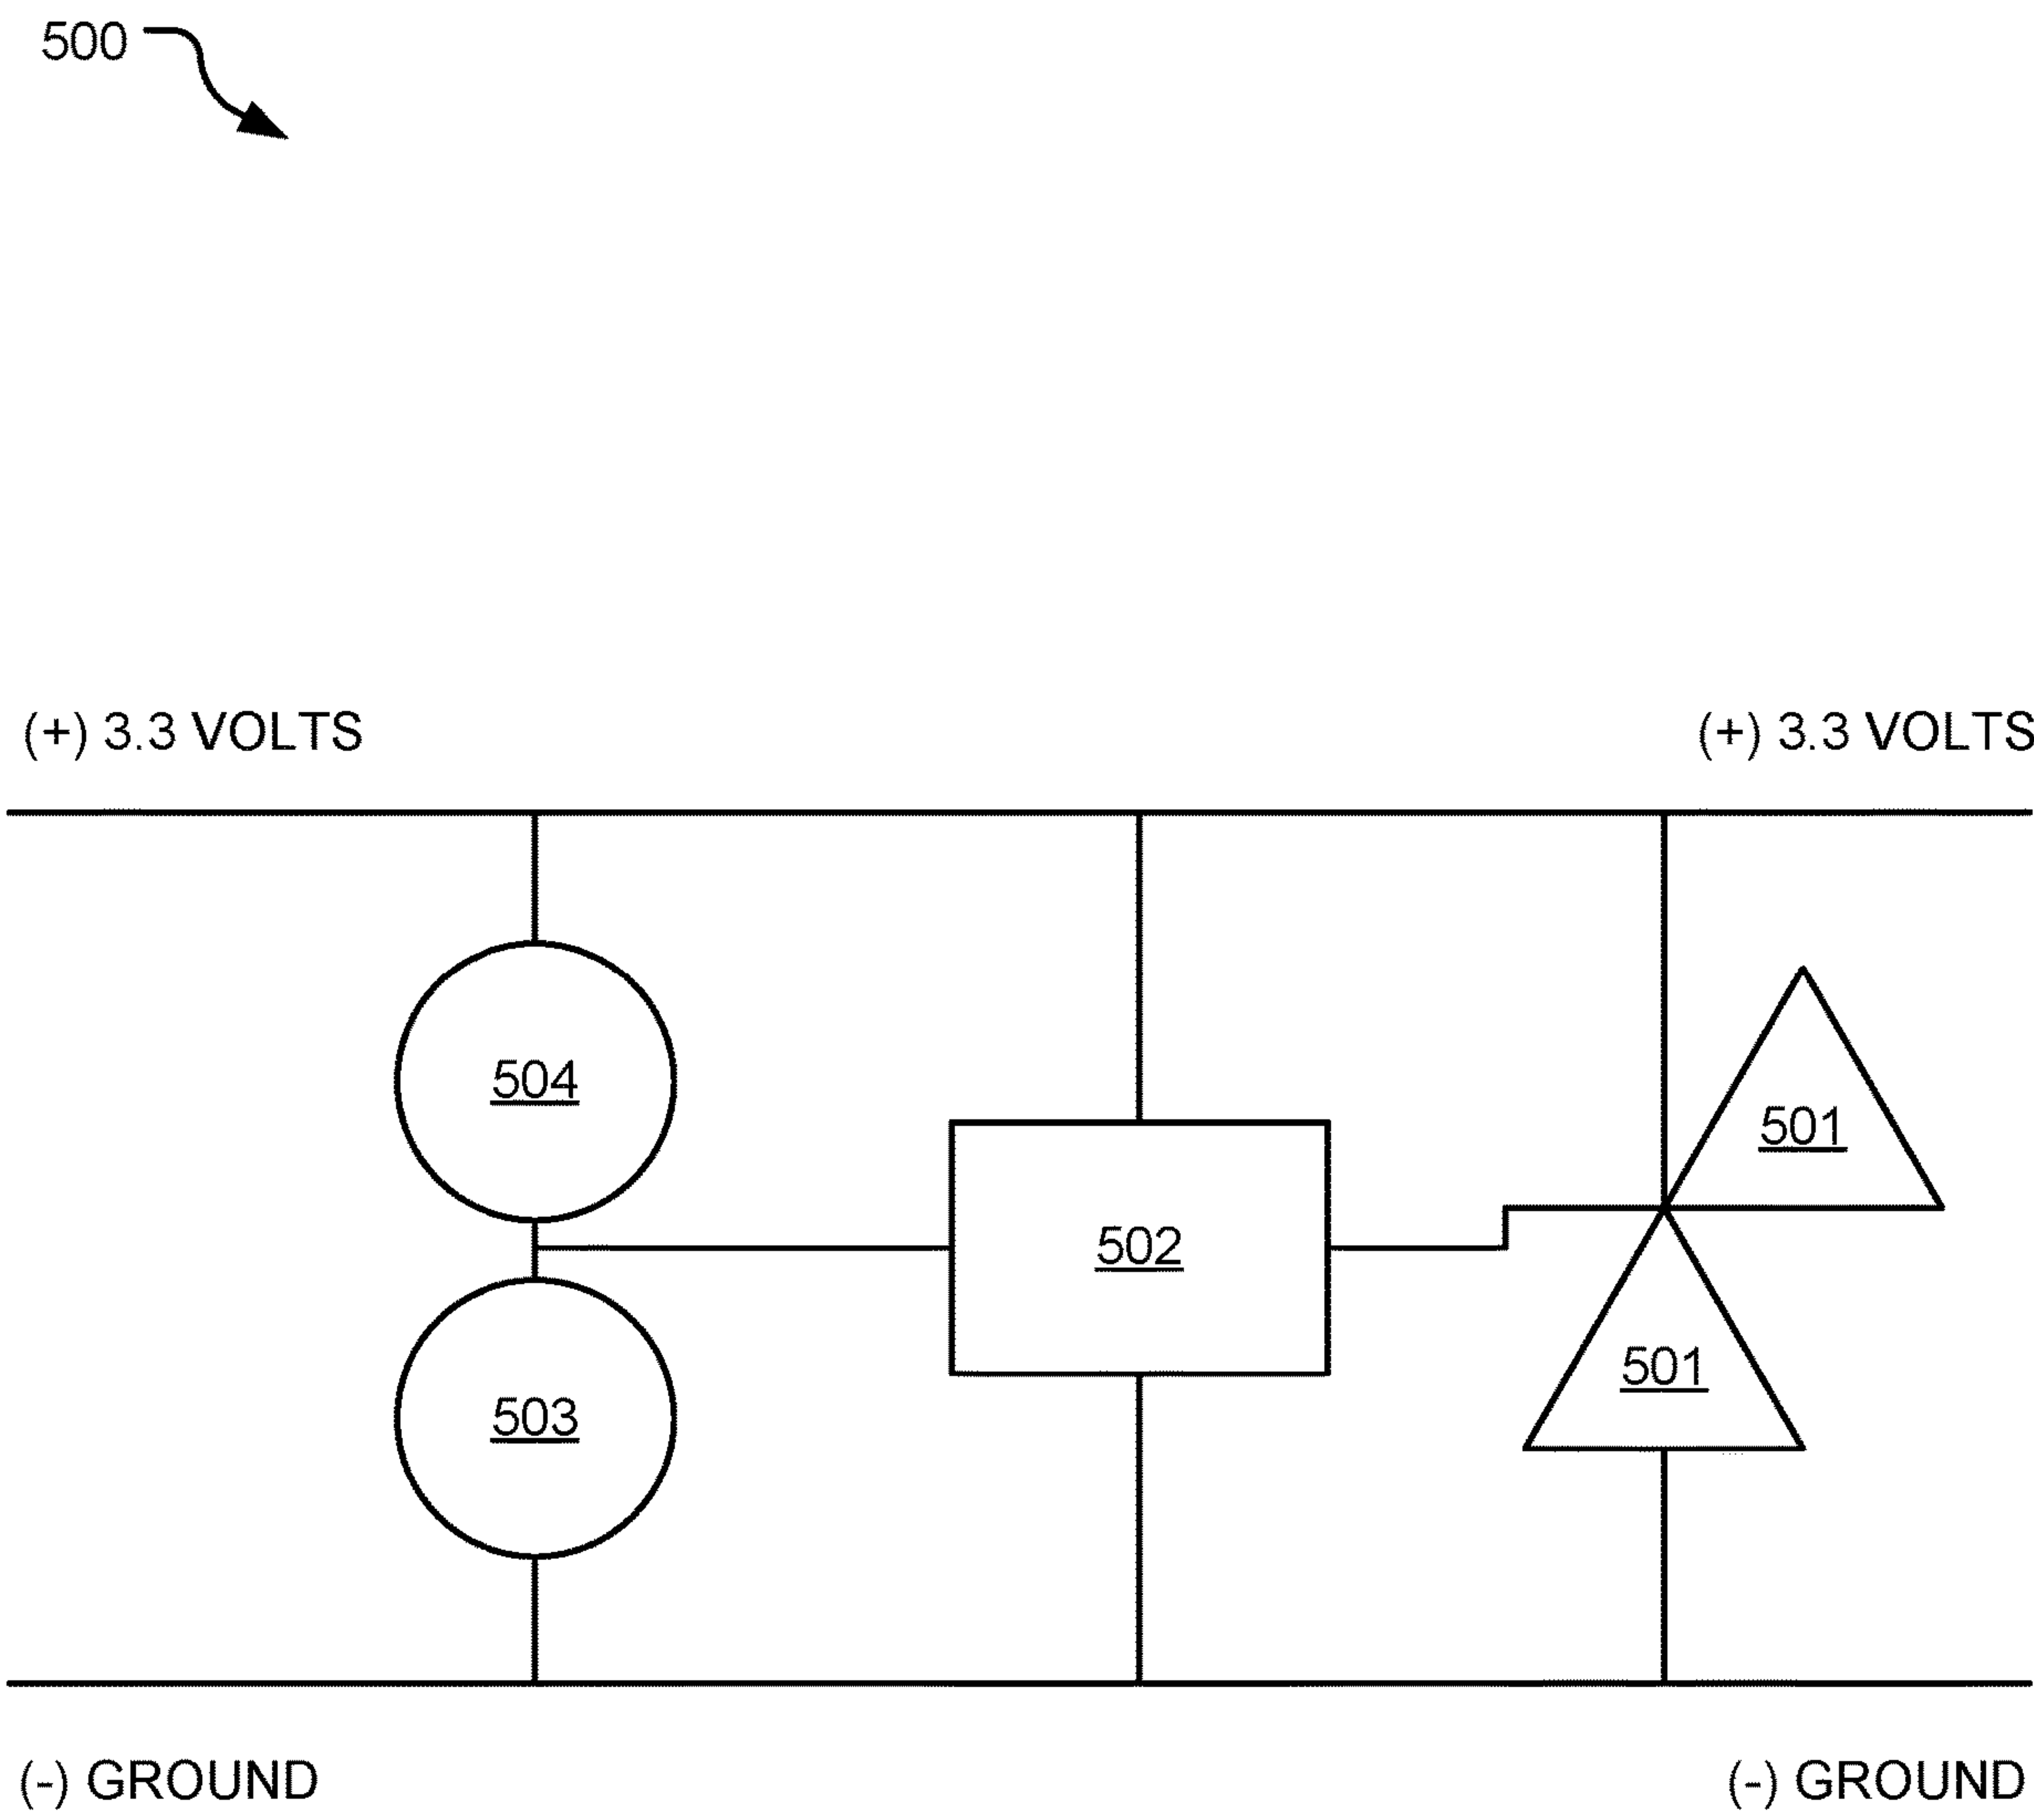 500
(+) 3.3 VOLTS
(+) 3.3 VOLTS
504
501
502
501
503
(-) GROUND
(-) GROUND